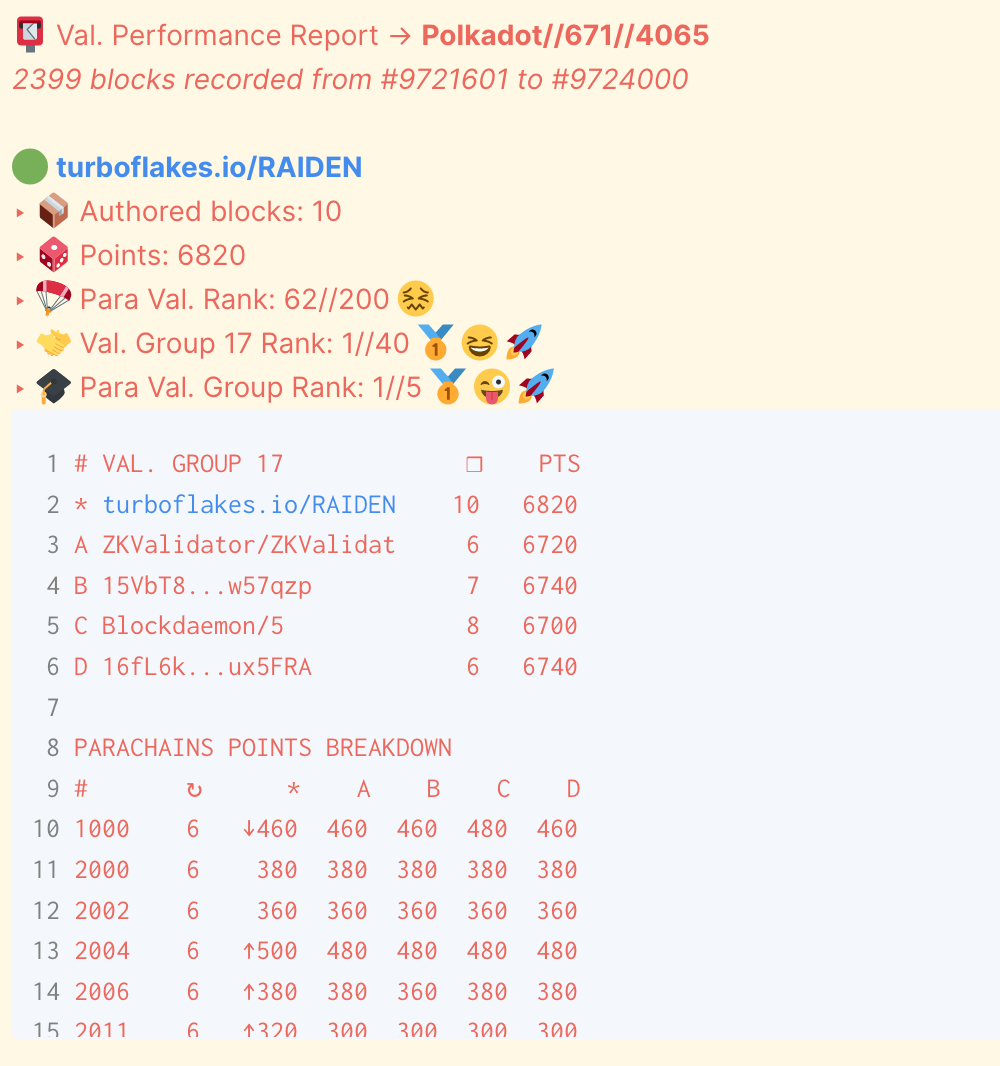 Val. Performance Report → Polkadot//671//4065
2399 blocks recorded from #9721601 to #9724000
turboflakes.io/RAIDEN
‣ 📦 Authored blocks: 10
‣ 🎲 Points: 6820
‣ 🪂 Para Val. Rank: 62//200 😖
‣ 🤝 Val. Group 17 Rank: 1//40 🥇 😆 🚀
‣ 🎓 Para Val. Group Rank: 1//5 🥇 😜 🚀
1 # VAL. GROUP 17 ❒ PTS
2 * turboflakes.io/RAIDEN 10 6820
3 A ZKValidator/ZKValidat 6 6720
4 B 15VbT8...w57qzp 7 6740
5 C Blockdaemon/5 8 6700
6 D 16fL6k...ux5FRA 6 6740
7
8 PARACHAINS POINTS BREAKDOWN
9 # ↻ * A B C D
10 1000 6 ↓460 460 460 480 460
11 2000 6 380 380 380 380 380
12 2002 6 360 360 360 360 360
13 2004 6 ↑500 480 480 480 480
14 2006 6 ↑380 380 360 380 380
15 2011 6 ↑320 300 300 300 300